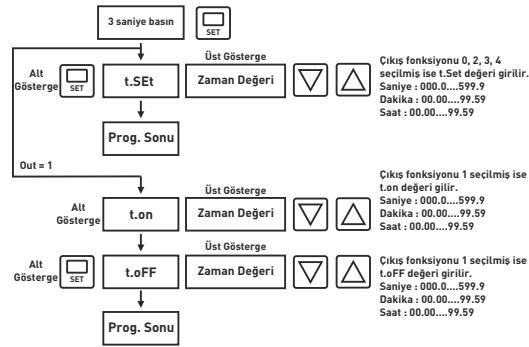 3 saniye basın
SET
Üst Gösterge
Alt
Gösterge
SET
t.SEt
Zaman Değeri
Çıkış fonksiyonu 0, 2, 3, 4
seçilmiş ise t.Set değeri girilir.
Saniye : 000.0....599.9
Dakika : 00.00....99.59
Saat : 00.00....99.59
Prog. Sonu
Out = 1
Üst Gösterge
Alt
Gösterge
t.on
Zaman Değeri
Çıkış fonksiyonu 1 seçilmiş ise
t.on değeri gilir.
Saniye : 000.0....599.9
Dakika : 00.00....99.59
Saat : 00.00....99.59
Üst Gösterge
Alt
Gösterge
SET
t.oFF
Zaman Değeri
Çıkış fonksiyonu 1 seçilmiş ise
t.oFF değeri girilir.
Saniye : 000.0....599.9
Dakika : 00.00....99.59
Saat : 00.00....99.59
Prog. Sonu